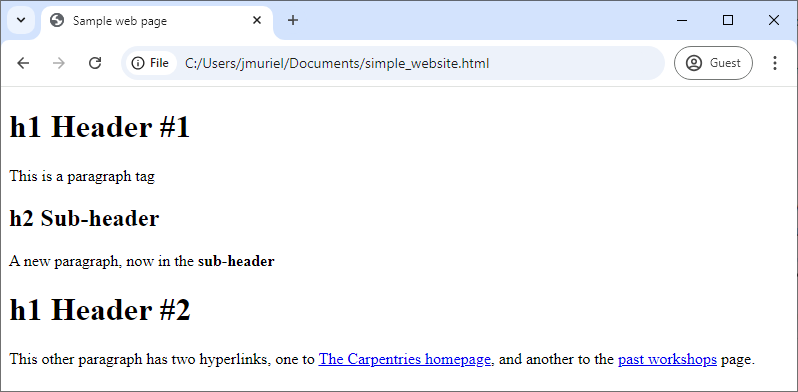 Sample web page
File C:/Users/jmuriel/Documents/simple_website.html Guest
h1 Header #1
This is a paragraph tag
h2 Sub-header
A new paragraph, now in the sub-header
h1 Header #2
This other paragraph has two hyperlinks, one to The Carpentries homepage, and another to the past workshops page.